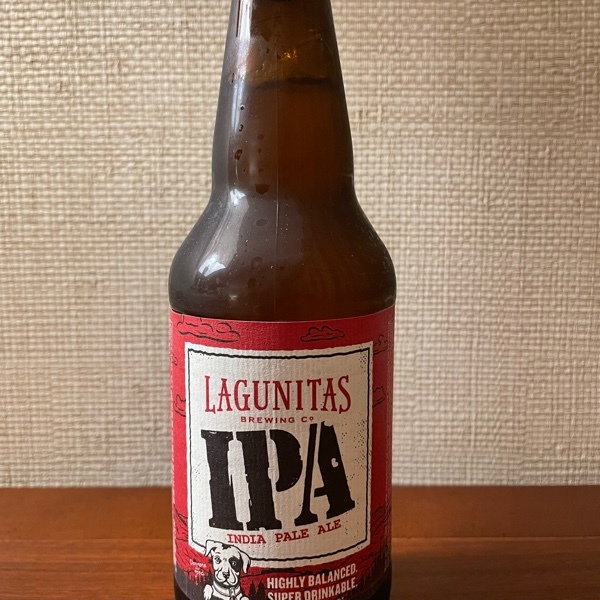 LAGUNITAS
BREWING Cº
IPA
INDIA PALE ALE
HIGHLY BALANCED.
SUPER DRINKABLE.